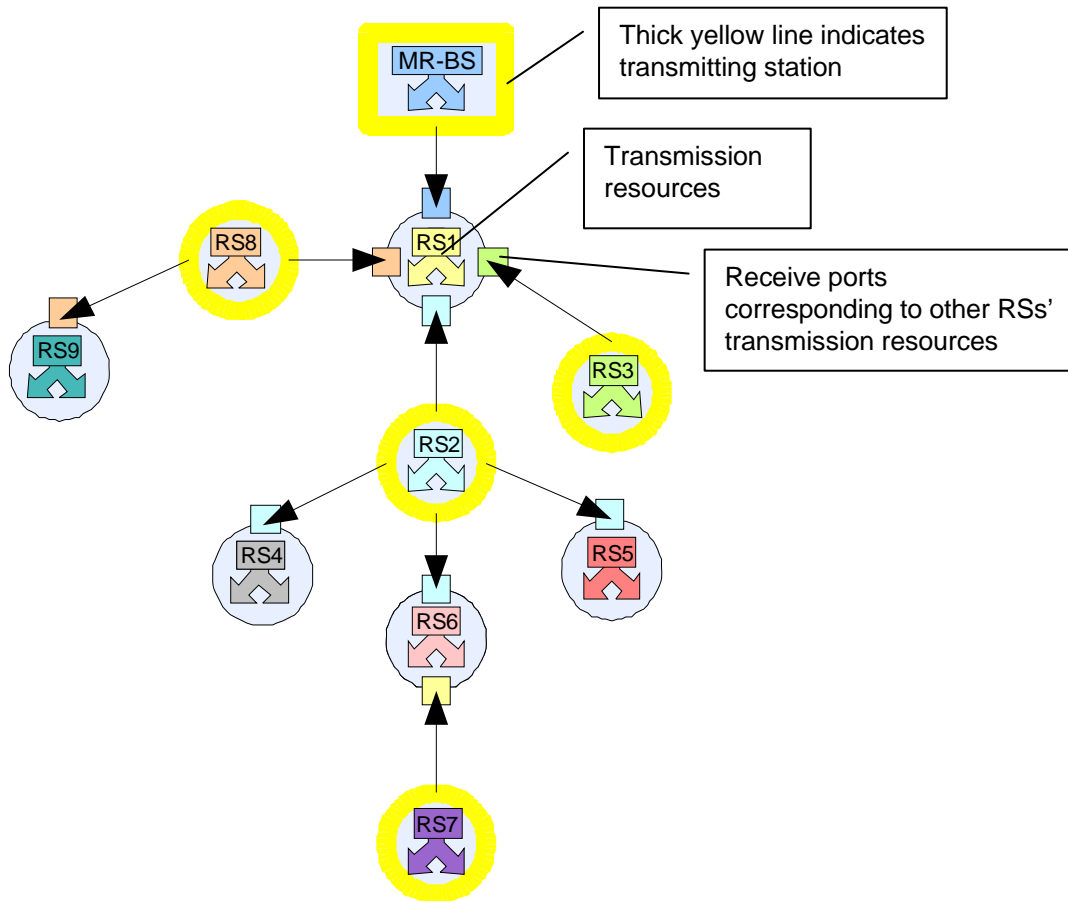 Thick yellow line indicates
transmitting station
MR-BS
Transmission
resources
RS8
RS1
Receive ports
corresponding to other RSs’
transmission resources
RS9
RS3
RS2
RS4
RS5
RS6
RS7